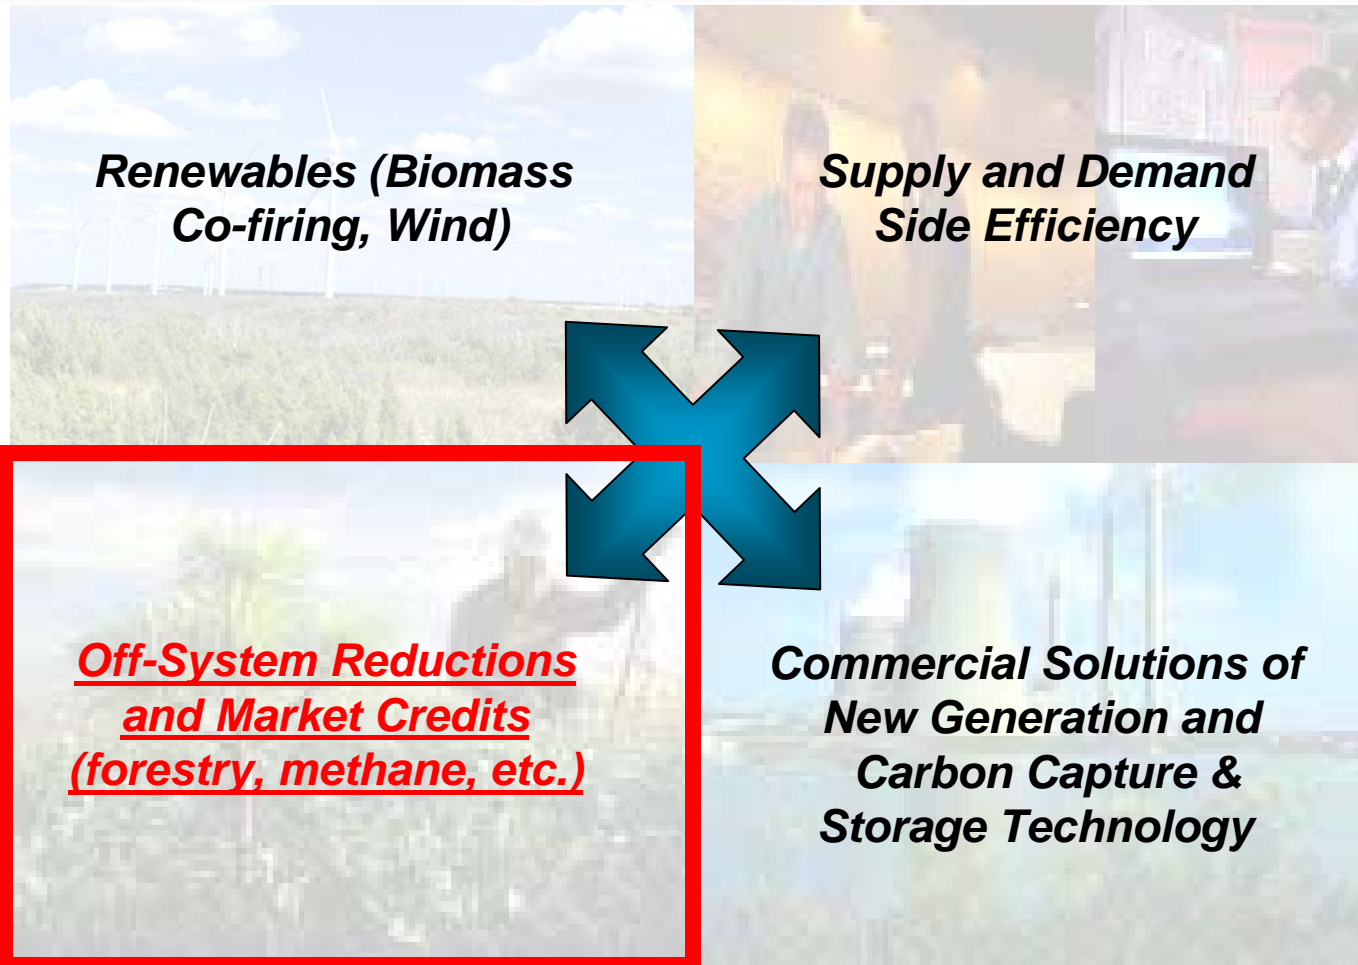 Renewables (Biomass
Co-firing, Wind)
Supply and Demand
Side Efficiency
Off-System Reductions
and Market Credits
(forestry, methane, etc.)
Commercial Solutions of
New Generation and
Carbon Capture &
Storage Technology